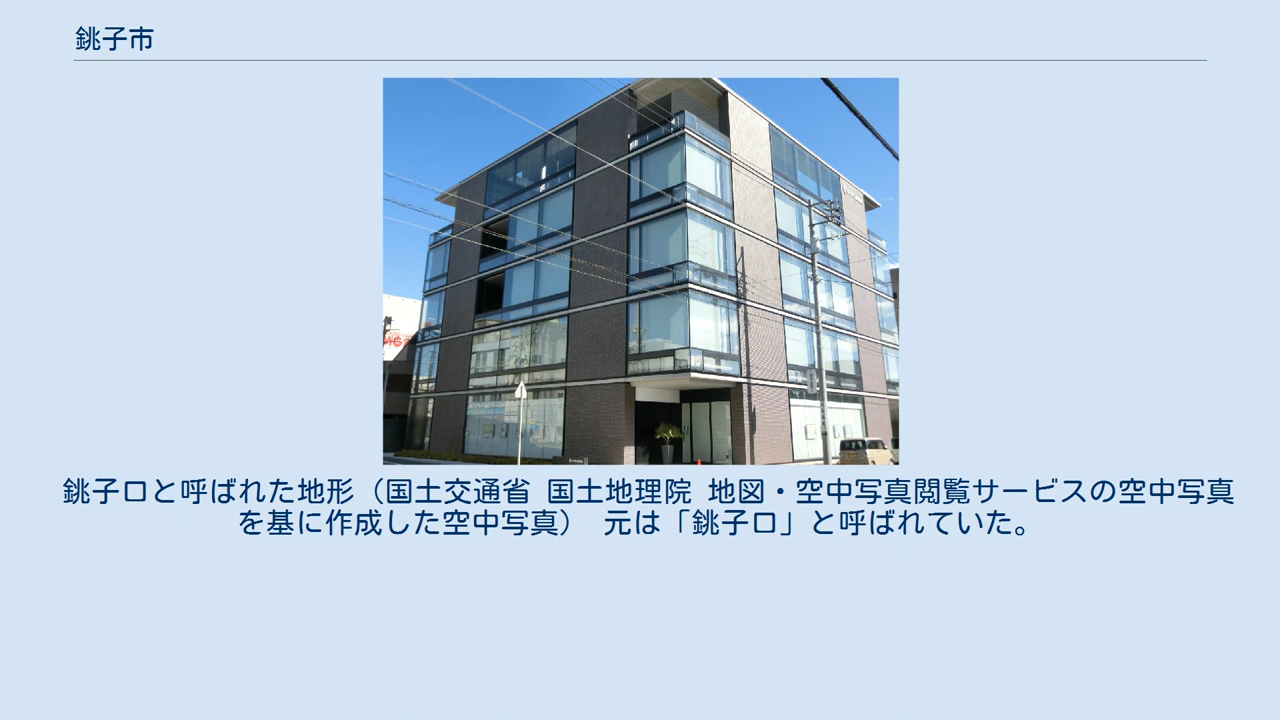 銚子市
銚子口と呼ばれた地形（国土交通省 国土地理院 地図・空中写真閲覧サービスの空中写真
を基に作成した空中写真） 元は「銚子口」と呼ばれていた。